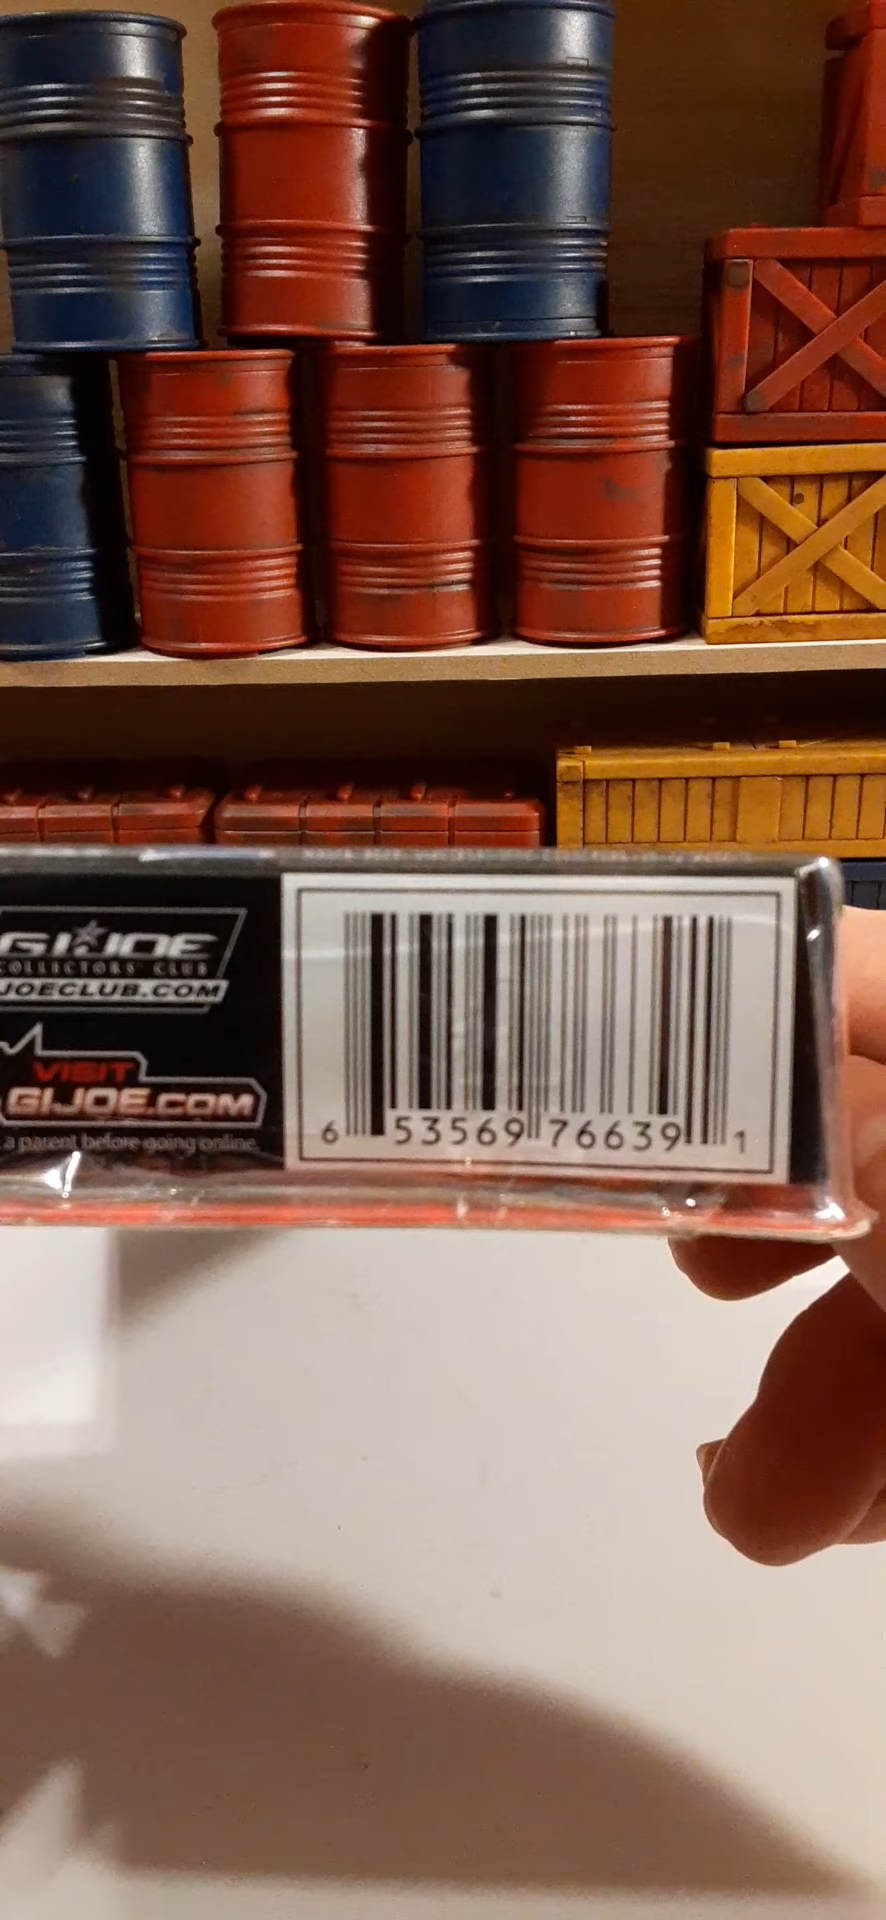 GI JOE
COLLECTORS' CLUB
JOECLUB.COM
VISIT
GIJOE.COM
a parent before going online.
6 53569 76639 1